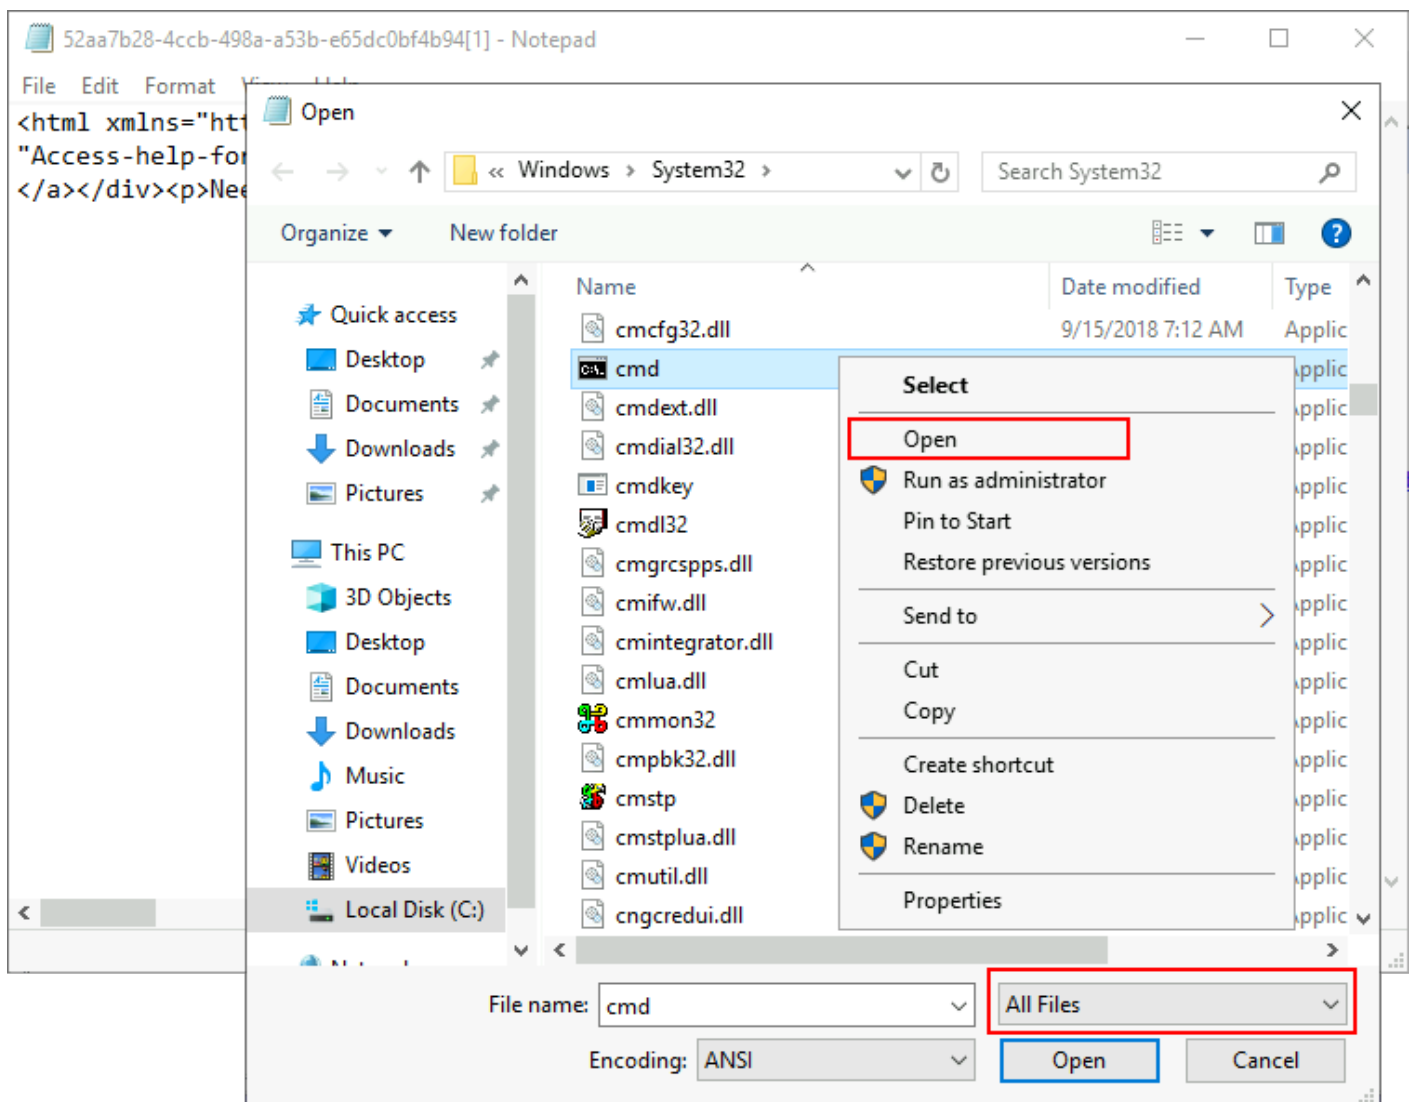 52aa7b28-4ccb-498a-a53b-e65dc0bf4b94[1] - Notepad
File Edit Format
<html xmlns="htt
"Access-help-for
</a></div><p>Nee
Open
« Windows › System32 ›
Search System32
Organize
New folder
?
Quick access
Desktop
Documents
Downloads
Pictures
This PC
3D Objects
Desktop
Documents
Downloads
Music
Pictures
Videos
Local Disk (C:)
Name Date modified Type
cmcfg32.dll 9/15/2018 7:12 AM Applic
cmd
cmdext.dll
cmdial32.dll
cmdkey
cmdl32
cmgrcspps.dll
cmifw.dll
cmintegrator.dll
cmlua.dll
cmmon32
cmpbk32.dll
cmstp
cmstplua.dll
cmutil.dll
cngcredui.dll
Select
Open
Run as administrator
Pin to Start
Restore previous versions
Send to
Cut
Copy
Create shortcut
Delete
Rename
Properties
File name: cmd
All Files
Encoding: ANSI
Open
Cancel